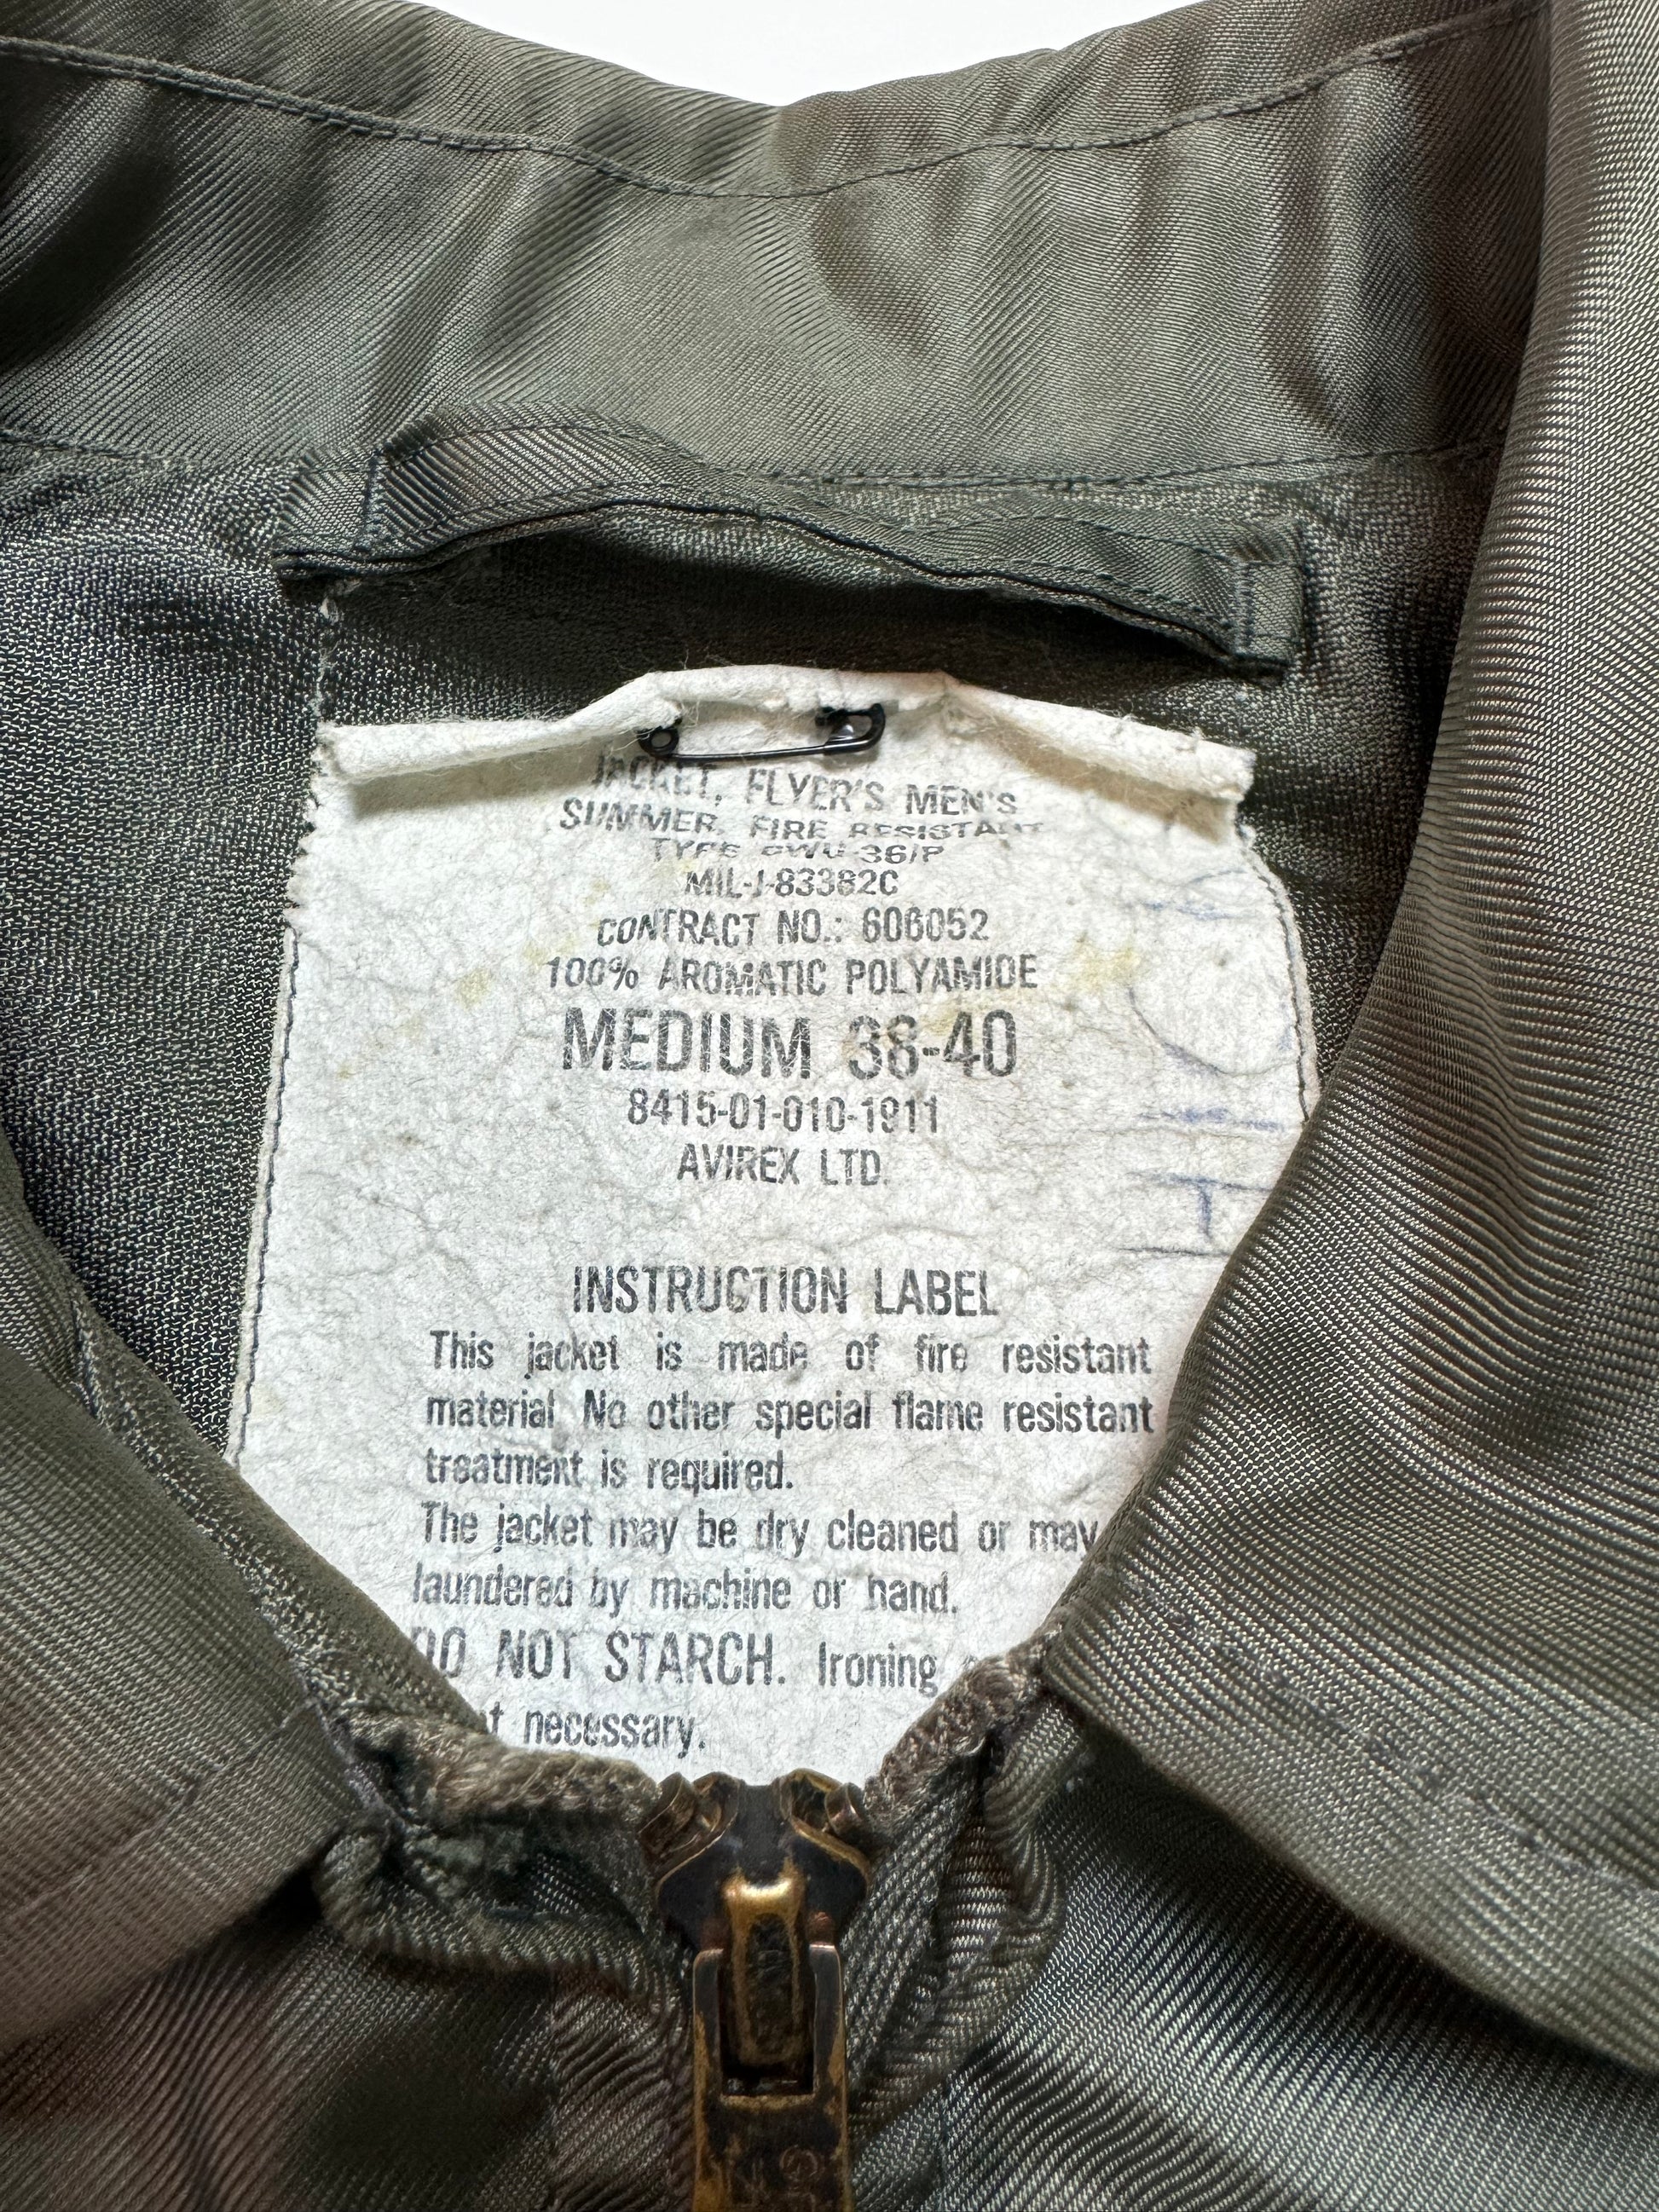 JACKET, FLYER'S MEN'S
SUMMER, FIRE RESISTANT
TYPE CWU-36/P
MIL-J-83382C
CONTRACT NO.: 606052
100% AROMATIC POLYAMIDE
MEDIUM 38-40
8415-01-010-1911
AVIREX LTD.
INSTRUCTION LABEL
This jacket is made of fire resistant
material No other special flame resistant
treatment is required.
The jacket may be dry cleaned or may
laundered by machine or hand.
DO NOT STARCH. Ironing
necessary.